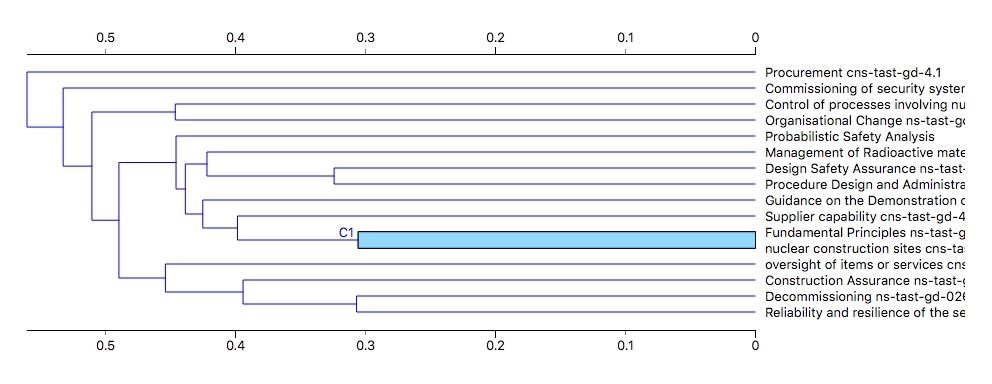 0.5 0.4 0.3 0.2 0.1 0
Procurement cns-tast-gd-4.1
Commissioning of security system
Control of processes involving nu
Organisational Change ns-tast-gd
Probabilistic Safety Analysis
Management of Radioactive mate
Design Safety Assurance ns-tast-
Procedure Design and Administra
Guidance on the Demonstration o
Supplier capability cns-tast-gd-4
C1
Fundamental Principles ns-tast-g
nuclear construction sites cns-tas
oversight of items or services cns
Construction Assurance ns-tast-g
Decommissioning ns-tast-gd-026
Reliability and resilience of the se
0.5 0.4 0.3 0.2 0.1 0